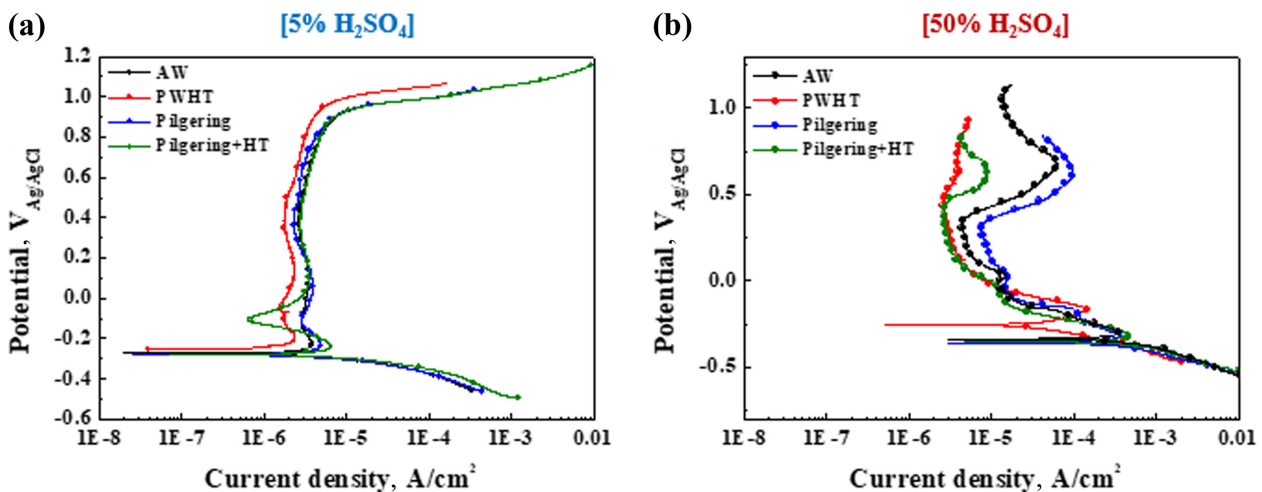 (a)
[5% H₂SO₄]
1.2
1.0
0.8
0.6
0.4
0.2
0.0
-0.2
-0.4
-0.6
Potential, V Ag/AgCl
AW
PWHT
Pilgering
Pilgering+HT
1E-8
1E-7
1E-6
1E-5
1E-4
1E-3
0.01
Current density, A/cm²
(b)
[50% H₂SO₄]
1.0
0.5
0.0
-0.5
Potential, V Ag/AgCl
AW
PWHT
Pilgering
Pilgering+HT
1E-8
1E-7
1E-6
1E-5
1E-4
1E-3
0.01
Current density, A/cm²